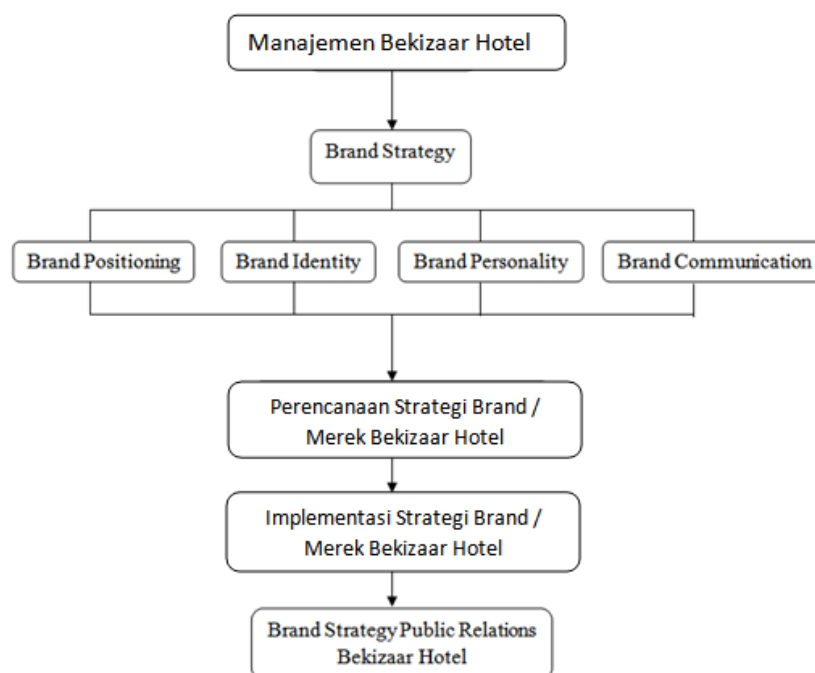 Manajemen Bekizaar Hotel
Brand Strategy
Brand Positioning
Brand Identity
Brand Personality
Brand Communication
Perencanaan Strategi Brand /
Merek Bekizaar Hotel
Implementasi Strategi Brand /
Merek Bekizaar Hotel
Brand Strategy Public Relations
Bekizaar Hotel